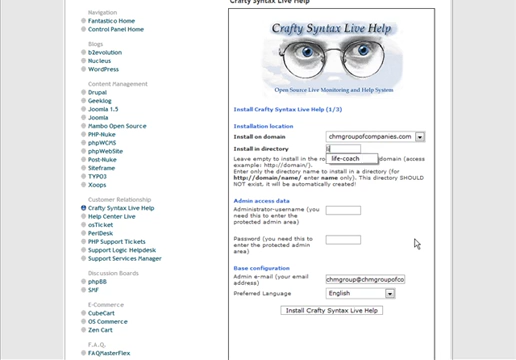 Navigation
Fantastico Home
Control Panel Home
Blogs
b2evolution
Nucleus
WordPress
Content Management
Drupal
Geeklog
Joomla 1.5
Joomla
Mambo Open Source
PHP-Nuke
phpWCMS
phpWebSite
Post-Nuke
Siteframe
TYPO3
Xoops
Customer Relationship
Crafty Syntax Live Help
Help Center Live
osTicket
PerlDesk
PHP Support Tickets
Support Logic Helpdesk
Support Services Manager
Discussion Boards
phpBB
SMF
E-Commerce
CubeCart
OS Commerce
Zen Cart
F.A.Q.
FAQMasterFlex
Crafty Syntax Live Help
Crafty Syntax Live Help
Open Source Live Monitoring and Help System
Install Crafty Syntax Live Help (1/3)
Installation location
Install on domain chmgroupofcompanies.com
Install in directory
life-coach
Leave empty to install in the ro domain (access
example http://domain/).
Enter only the directory name to install in a directory (for
http://domain/name/ enter name only). This directory SHOULD
NOT exist, it will be automatically created!
Admin access data
Administrator-username (you
need this to enter the
protected admin area)
Password (you need this to
enter the protected admin
area)
Base configuration
Admin e-mail (your email
address) chmgroup@chmgroupofco
Preferred Language English
Install Crafty Syntax Live Help